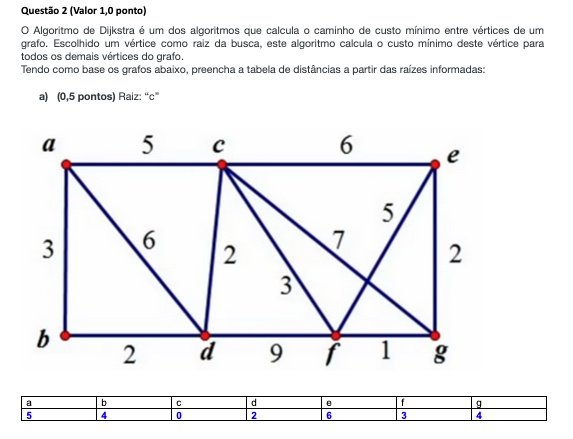 Questão 2 (Valor 1,0 ponto)
O Algoritmo de Dijkstra é um dos algoritmos que calcula o caminho de custo mínimo entre vértices de um
grafo. Escolhido um vértice como raiz da busca, este algoritmo calcula o custo mínimo deste vértice para
todos os demais vértices do grafo.
Tendo como base os grafos abaixo, preencha a tabela de distâncias a partir das raízes informadas:
a) (0,5 pontos) Raiz: “c”
a 5 c 6 e
3 6 2 3 7 5 2
b 2 d 9 f 1 g
a b c d e f g
5 4 0 2 6 3 4